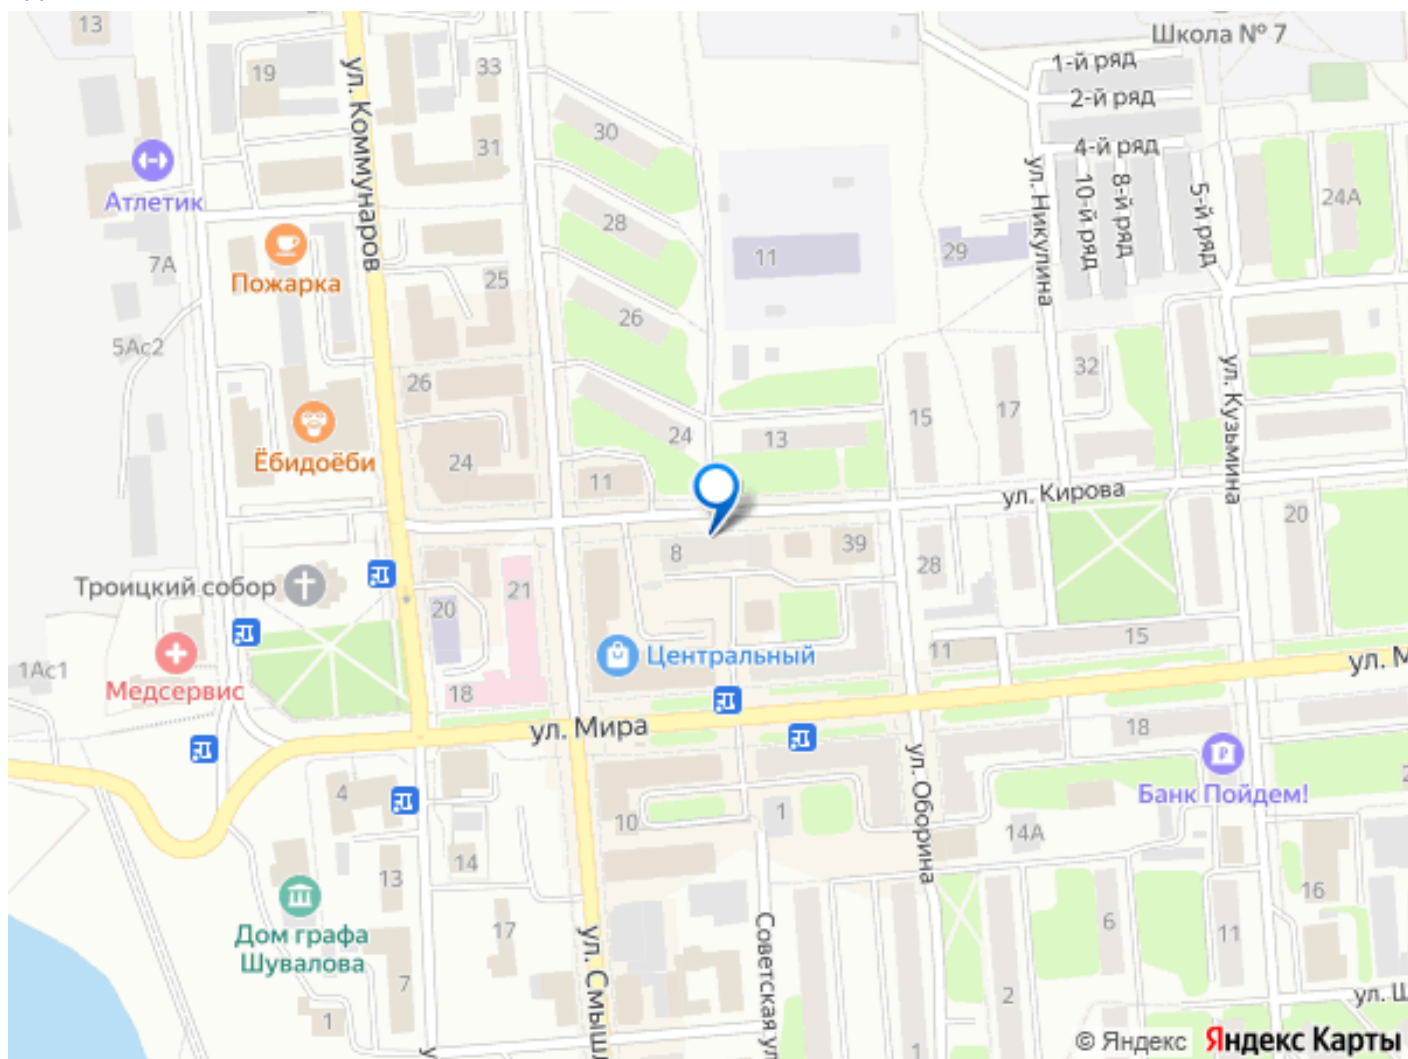 13
Школа № 7
1-й ряд
19
33
2-й ряд
ул. Коммунаров
30
31
4-й ряд
Атлетик
10-й ряд
8-й ряд
5-й ряд
24А
ул. Никулина
28
7А
11
29
Пожарка
25
26
5Ас2
26
32
ул. Кузьмина
15
17
24
13
Ёбидоёби
24
11
ул. Кирова
20
8
39
28
Троицкий собор
21
20
15
11
Центральный
1Ас1
Медсервис
18
ул. М
ул. Мира
18
ул. Оборина
4
Банк Пойдем!
2
10
1
14А
14
13
16
Дом графа
Шувалова
17
ул. Смышл
Советская ул
6
11
7
2
ул. Ш
1
1
у
© Яндекс Яндекс Карты